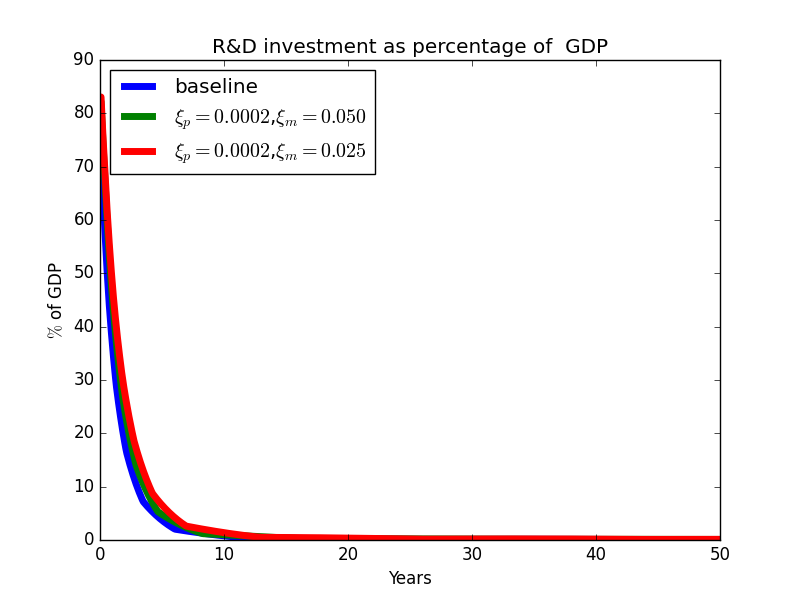 R&D investment as percentage of  GDP
90
80
70
60
50
40
30
20
10
0
% of GDP
baseline
ξₚ = 0.0002,ξₘ = 0.050
ξₚ = 0.0002,ξₘ = 0.025
0 10 20 30 40 50
Years